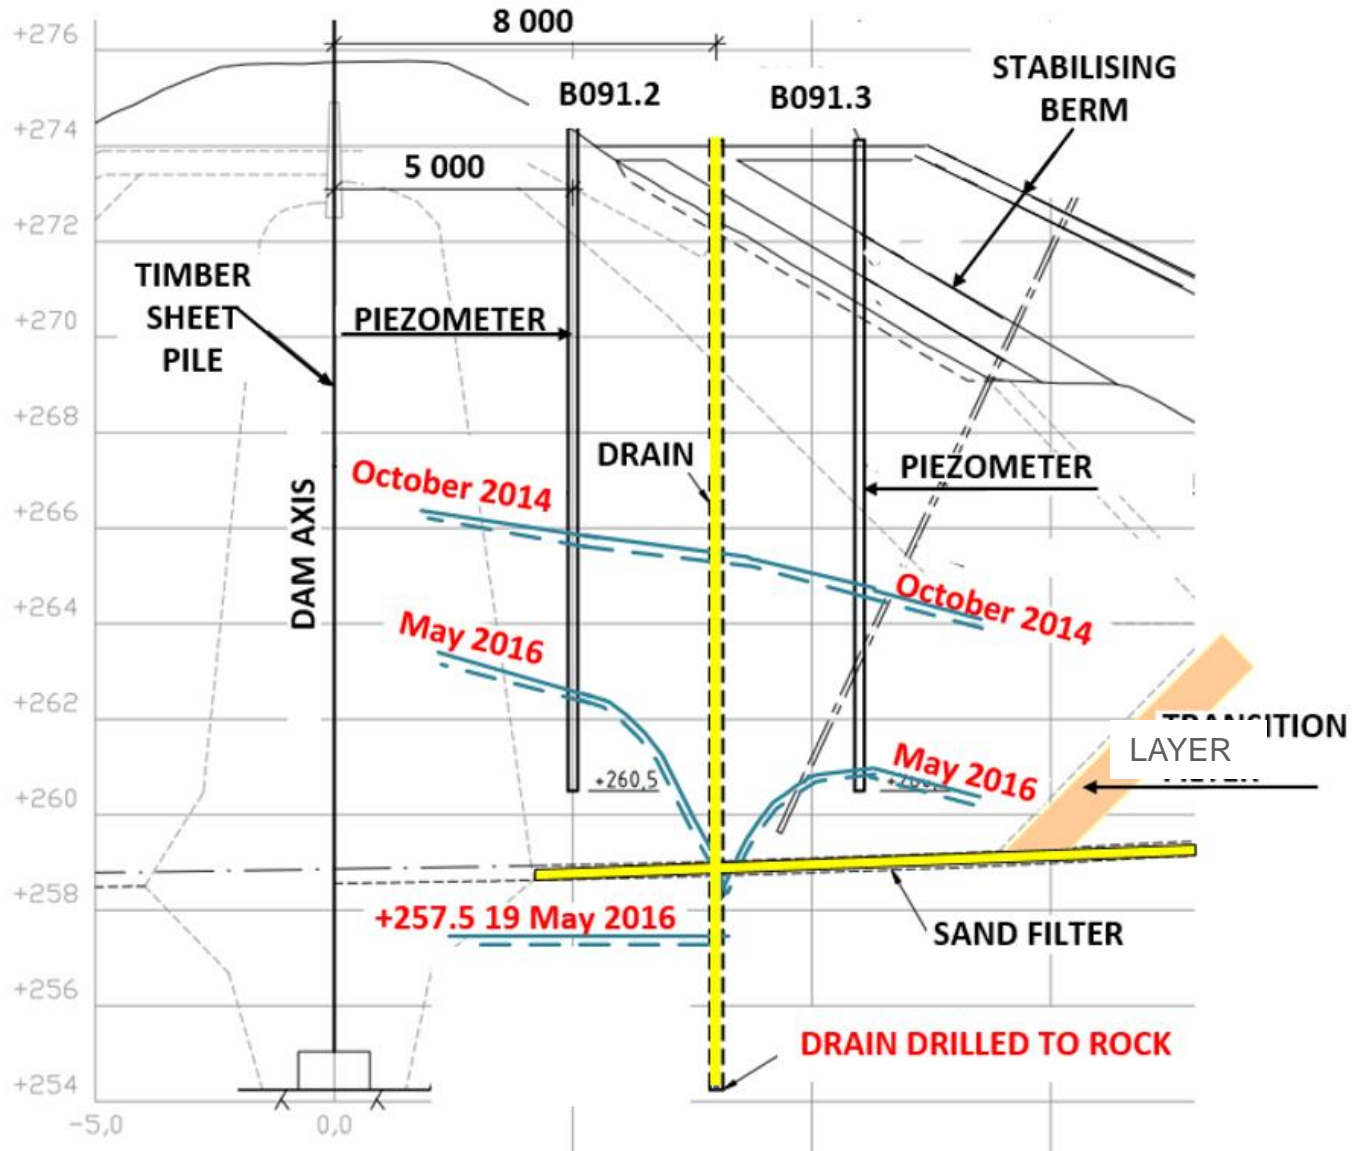 +276
8 000
STABILISING
BERM
B091.2
B091.3
+274
5 000
+272
TIMBER
SHEET
PILE
PIEZOMETER
+270
+268
DRAIN
PIEZOMETER
October 2014
+266
DAM AXIS
October 2014
+264
May 2016
+262
LAYER
May 2016
+260,5
+260
+258
+257.5 19 May 2016
SAND FILTER
+256
DRAIN DRILLED TO ROCK
+254
-5,0
0,0